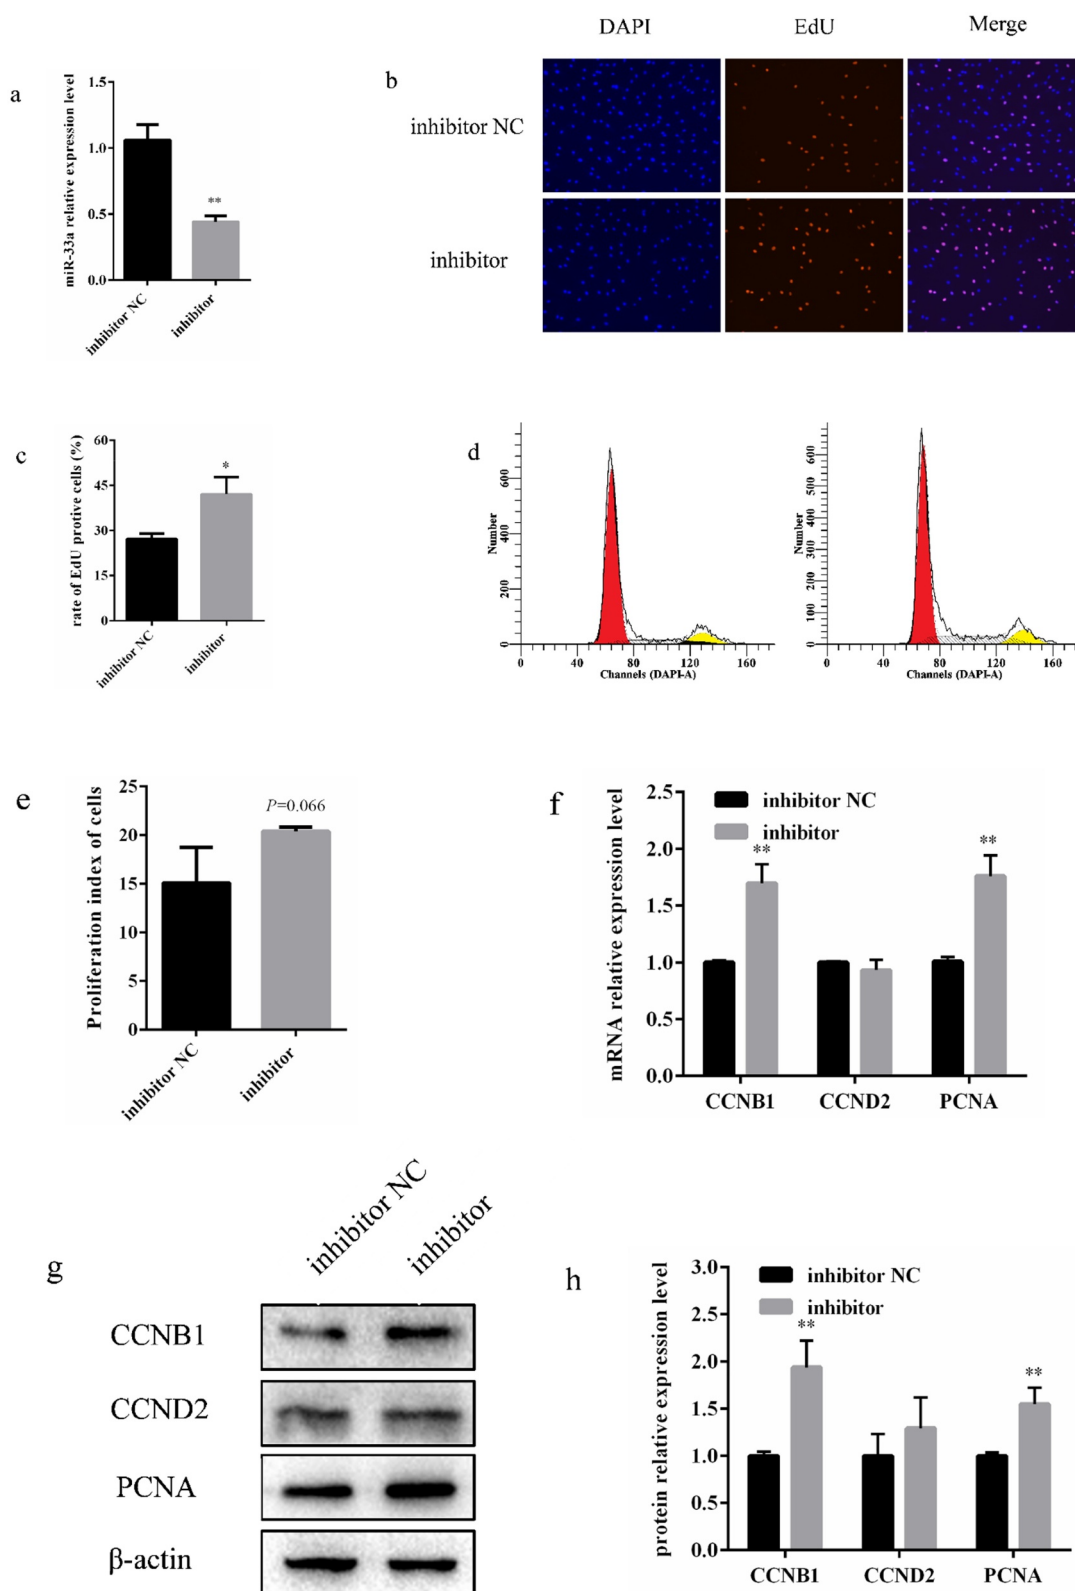 a
miR-33a relative expression level
1.5
1.0
0.5
0.0
**
inhibitor NC
inhibitor
b
DAPI EdU Merge
inhibitor NC
inhibitor
c
rate of EdU protive cells (%)
60
45
30
15
0
*
inhibitor NC
inhibitor
d
Number
600
400
200
0
0 40 80 120 160
Channels (DAPI-A)
Number
600
500
400
300
200
100
0
0 40 80 120 160
Channels (DAPI-A)
e
Proliferation index of cells
25
20
15
10
5
0
P=0.066
inhibitor NC
inhibitor
f
mRNA relative expression level
2.5
2.0
1.5
1.0
0.5
0.0
inhibitor NC
inhibitor
**
**
CCNB1 CCND2 PCNA
g
inhibitor NC
inhibitor
CCNB1
CCND2
PCNA
β-actin
h
protein relative expression level
3.0
2.5
2.0
1.5
1.0
0.5
0.0
inhibitor NC
inhibitor
**
**
CCNB1 CCND2 PCNA